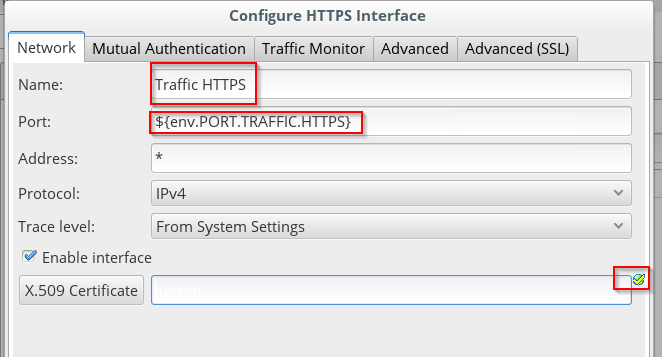 Configure HTTPS Interface
Network Mutual Authentication Traffic Monitor Advanced Advanced (SSL)
Name: Traffic HTTPS
Port: ${env.PORT.TRAFFIC.HTTPS}
Address: *
Protocol: IPv4
Trace level: From System Settings
Enable interface
X.509 Certificate